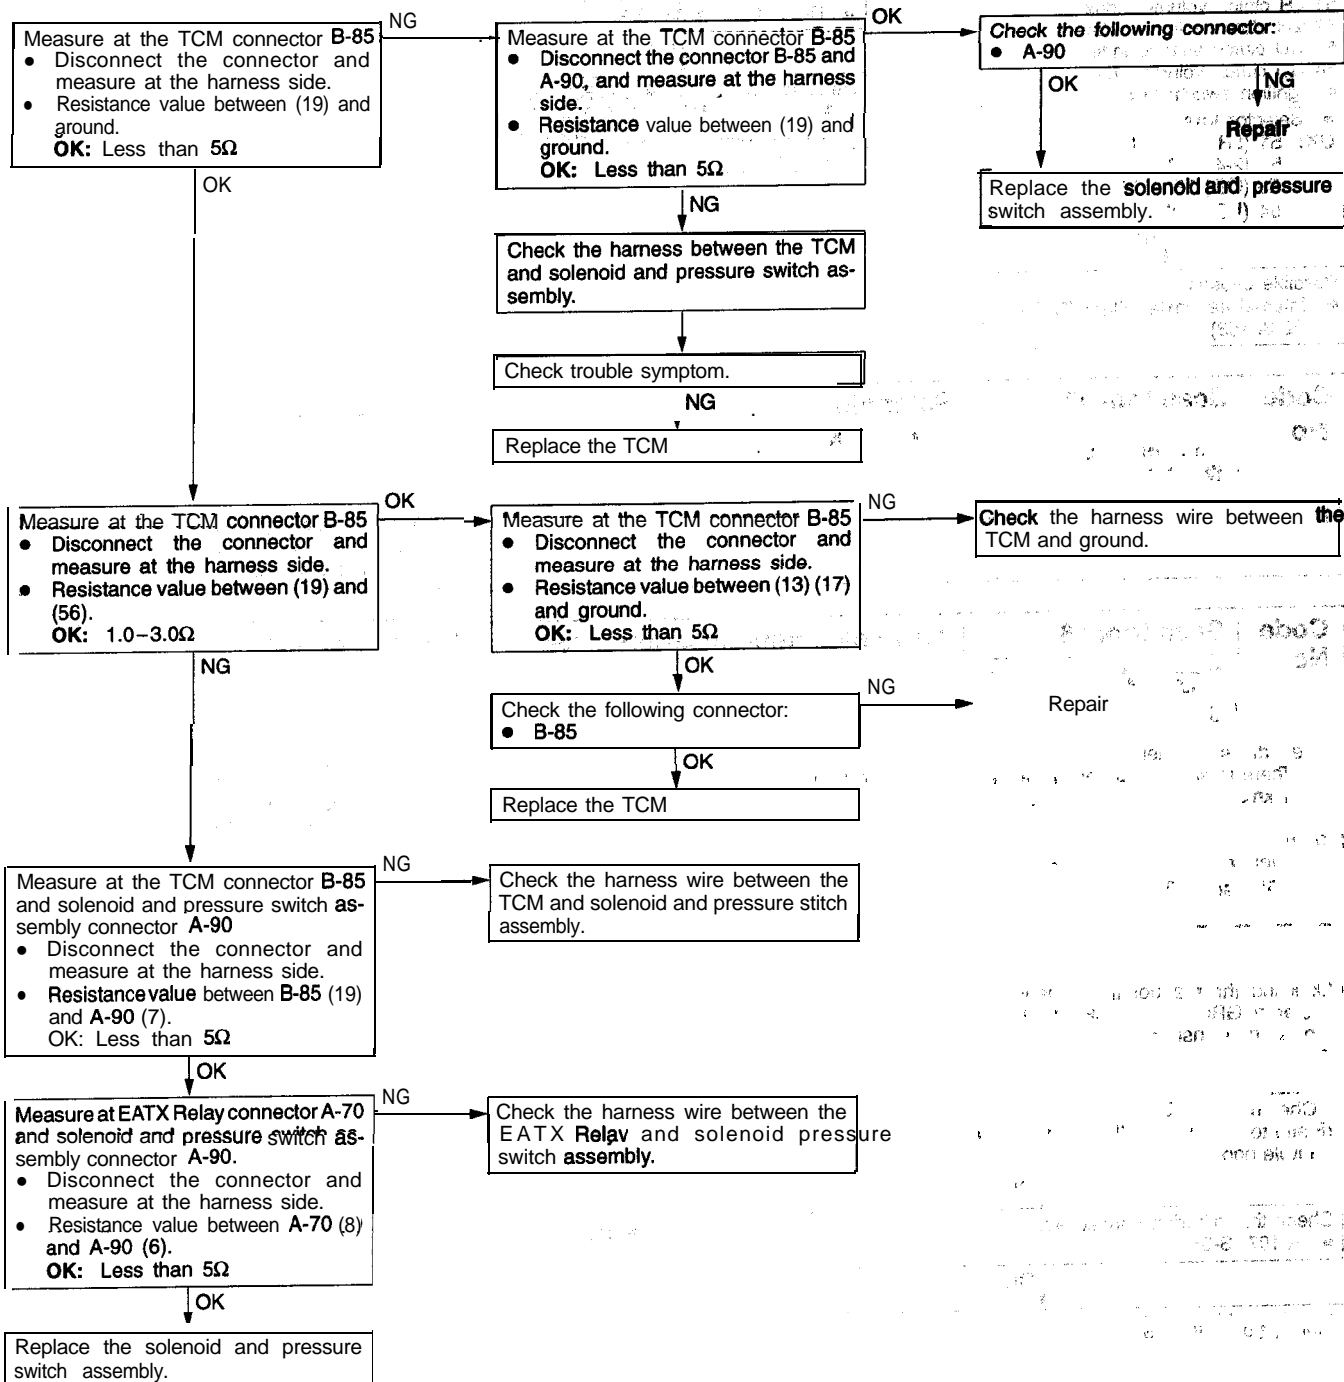 Measure at the TCM connector B-85
• Disconnect the connector and
measure at the harness side.
• Resistance value between (19) and
around.
OK: Less than 5Ω
NG
Measure at the TCM connector B-85
• Disconnect the connector B-85 and
A-90, and measure at the harness
side.
• Resistance value between (19) and
ground.
OK: Less than 5Ω
OK
Check the following connector:
• A-90
OK
NG
Repair
Replace the solenoid and pressure
switch assembly.
OK
NG
Check the harness between the TCM
and solenoid and pressure switch as-
sembly.
Check trouble symptom.
NG
Replace the TCM
Measure at the TCM connector B-85
• Disconnect the connector and
measure at the harness side.
• Resistance value between (19) and
(56).
OK: 1.0–3.0Ω
OK
Measure at the TCM connector B-85
• Disconnect the connector and
measure at the harness side.
• Resistance value between (13) (17)
and ground.
OK: Less than 5Ω
NG
Check the harness wire between the
TCM and ground.
NG
OK
Check the following connector:
• B-85
NG
Repair
OK
Replace the TCM
Measure at the TCM connector B-85
and solenoid and pressure switch as-
sembly connector A-90
• Disconnect the connector and
measure at the harness side.
• Resistance value between B-85 (19)
and A-90 (7).
OK: Less than 5Ω
NG
Check the harness wire between the
TCM and solenoid and pressure stitch
assembly.
OK
Measure at EATX Relay connector A-70
and solenoid and pressure switch as-
sembly connector A-90.
• Disconnect the connector and
measure at the harness side.
• Resistance value between A-70 (8)
and A-90 (6).
OK: Less than 5Ω
NG
Check the harness wire between the
EATX Relav and solenoid pressure
switch assembly.
OK
Replace the solenoid and pressure
switch assembly.